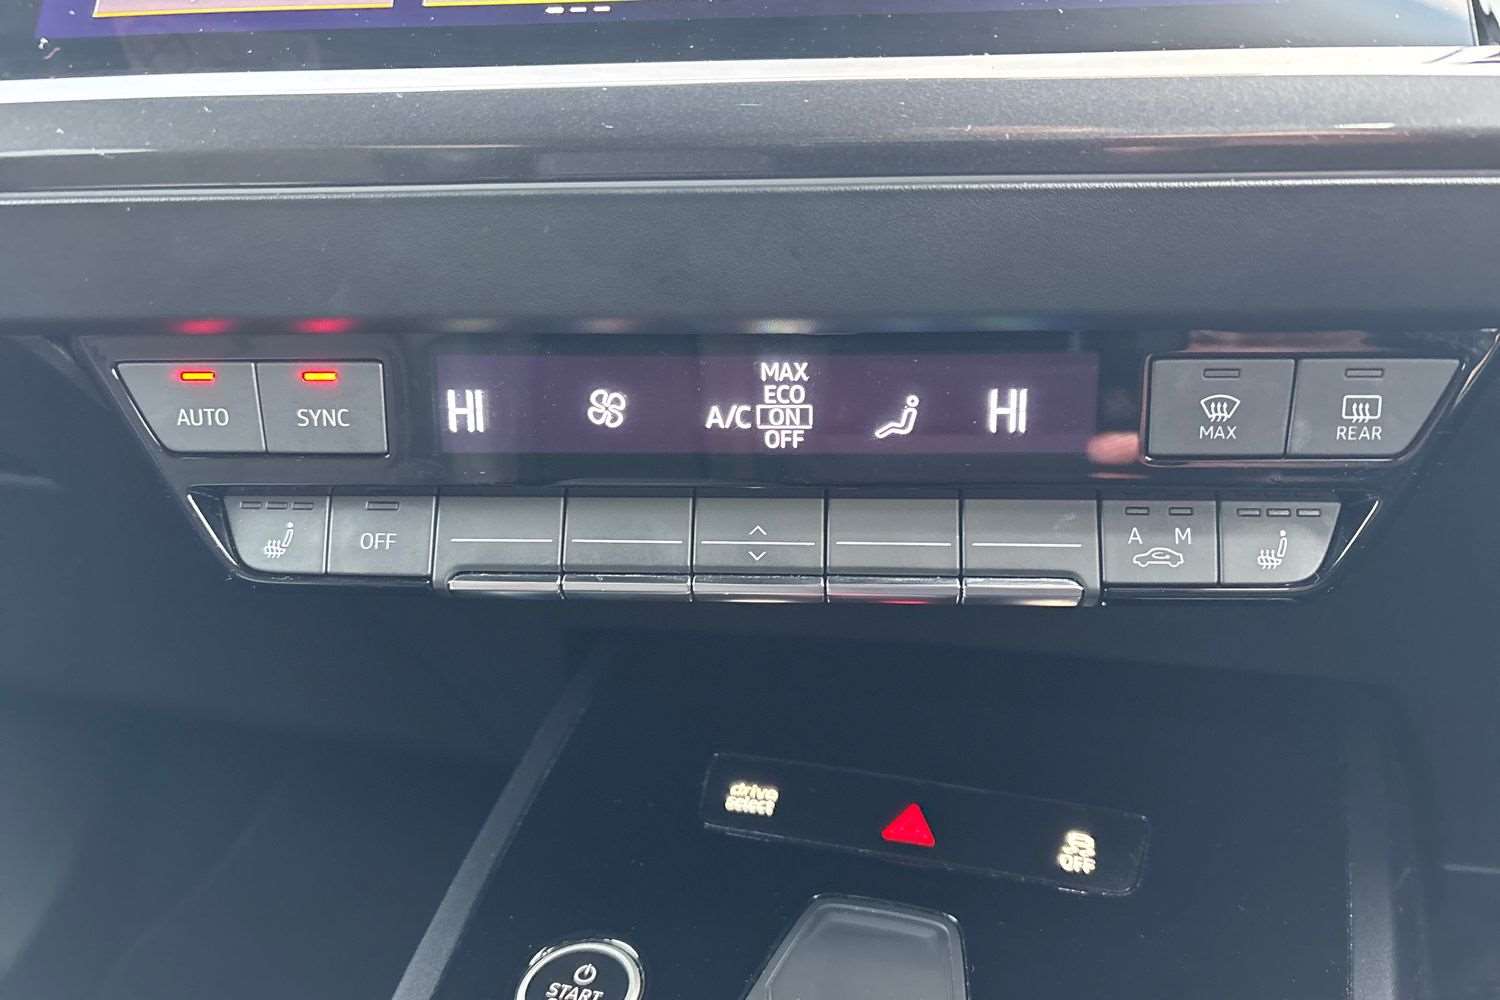 AUTO
SYNC
HI
A/C
MAX
ECO
ON
OFF
HI
MAX
REAR
OFF
A M
drive
select
OFF
START